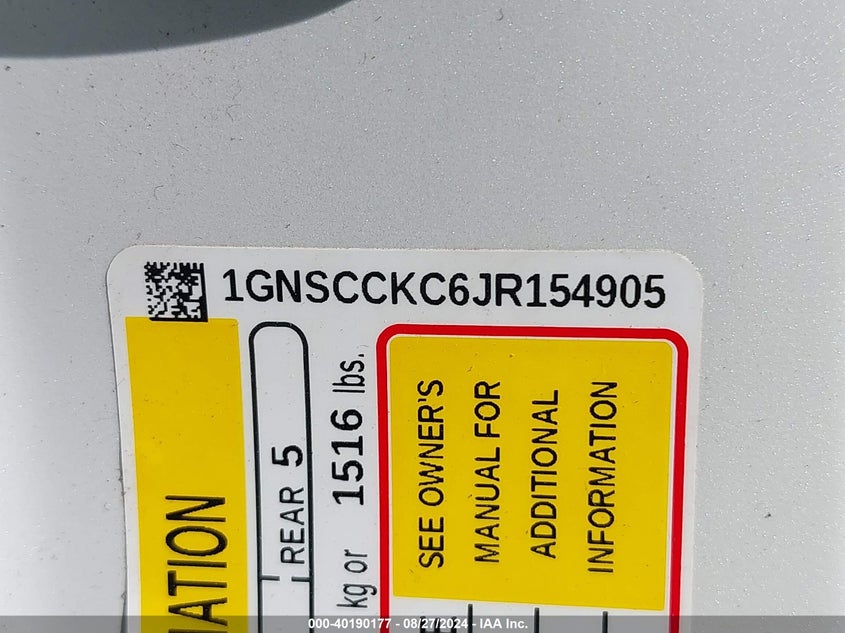 1GNSCCKC6JR154905
REAR 5
kg or 1516 lbs.
SEE OWNER'S
MANUAL FOR
ADDITIONAL
INFORMATION
000-40190177 - 08/27/2024 - IAA Inc.